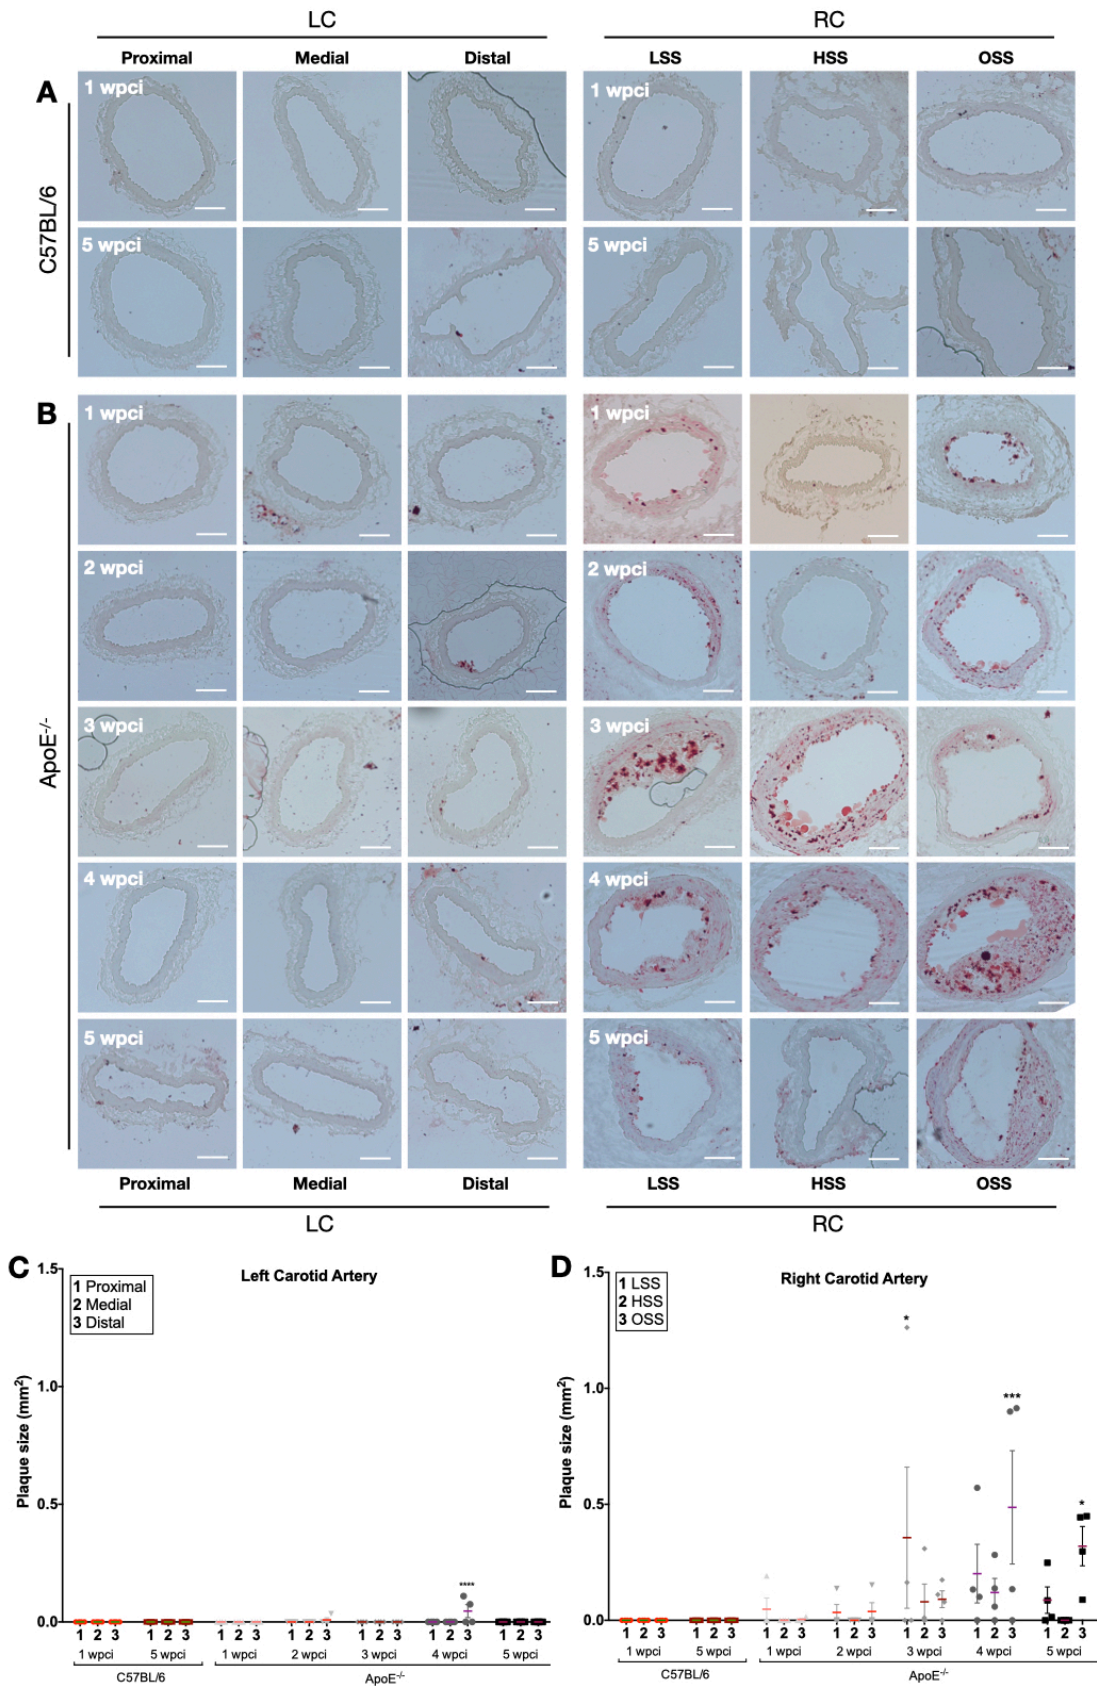 LC RC
Proximal Medial Distal LSS HSS OSS
A
C57BL/6
1 wpci 1 wpci
5 wpci 5 wpci
B
ApoE-/-
1 wpci 1 wpci
2 wpci 2 wpci
3 wpci 3 wpci
4 wpci 4 wpci
5 wpci 5 wpci
Proximal Medial Distal LSS HSS OSS
LC RC
C
Left Carotid Artery
1 Proximal
2 Medial
3 Distal
Plaque size (mm²)
1.5
1.0
0.5
0.0
****
1 2 3 1 2 3 1 2 3 1 2 3 1 2 3 1 2 3 1 2 3
1 wpci 5 wpci 1 wpci 2 wpci 3 wpci 4 wpci 5 wpci
C57BL/6 ApoE-/-
D
Right Carotid Artery
1 LSS
2 HSS
3 OSS
Plaque size (mm²)
1.5
1.0
0.5
0.0
*
***
*
1 2 3 1 2 3 1 2 3 1 2 3 1 2 3 1 2 3 1 2 3
1 wpci 5 wpci 1 wpci 2 wpci 3 wpci 4 wpci 5 wpci
C57BL/6 ApoE-/-